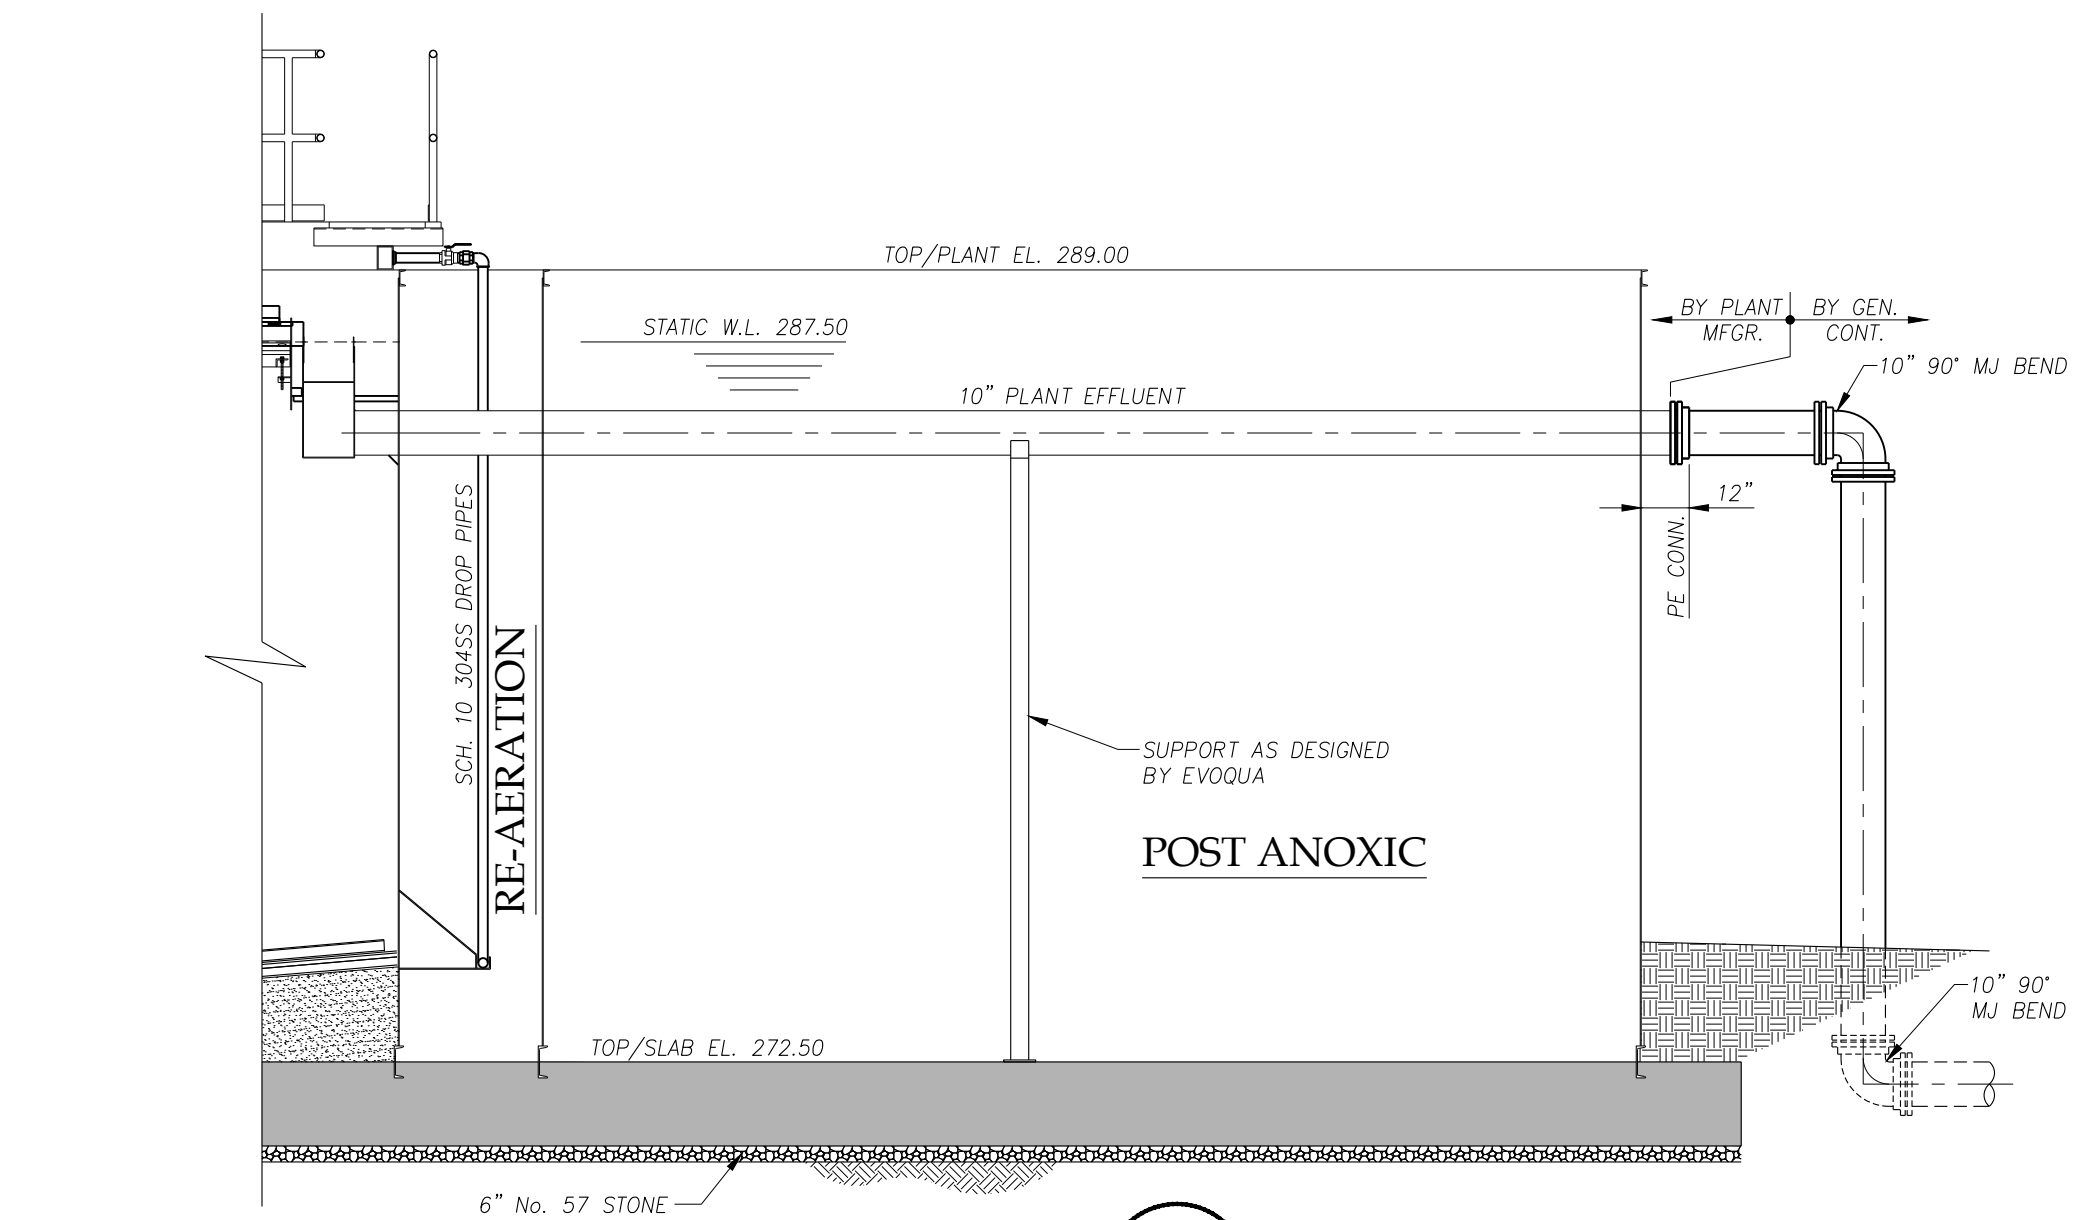 TOP/PLANT EL. 289.00
BY PLANT
MFGR.
BY GEN.
CONT.
STATIC W.L. 287.50
10” 90° MJ BEND
10” PLANT EFFLUENT
12”
PE CONN.
SCH. 10 304SS DROP PIPES
RE-AERATION
SUPPORT AS DESIGNED
BY EVOQUA
POST ANOXIC
10” 90°
MJ BEND
TOP/SLAB EL. 272.50
6” No. 57 STONE